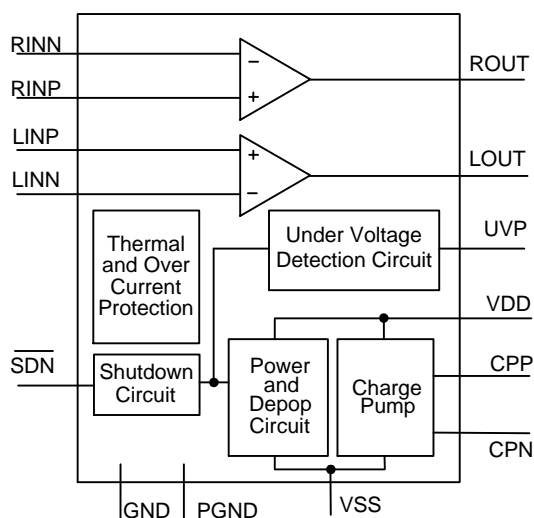 RINN
RINP
LINP
LINN
−
+
+
−
ROUT
LOUT
Thermal
and Over
Current
Protection
Under Voltage
Detection Circuit
UVP
VDD
SDN
Shutdown
Circuit
Power
and
Depop
Circuit
Charge
Pump
CPP
CPN
GND
PGND
VSS